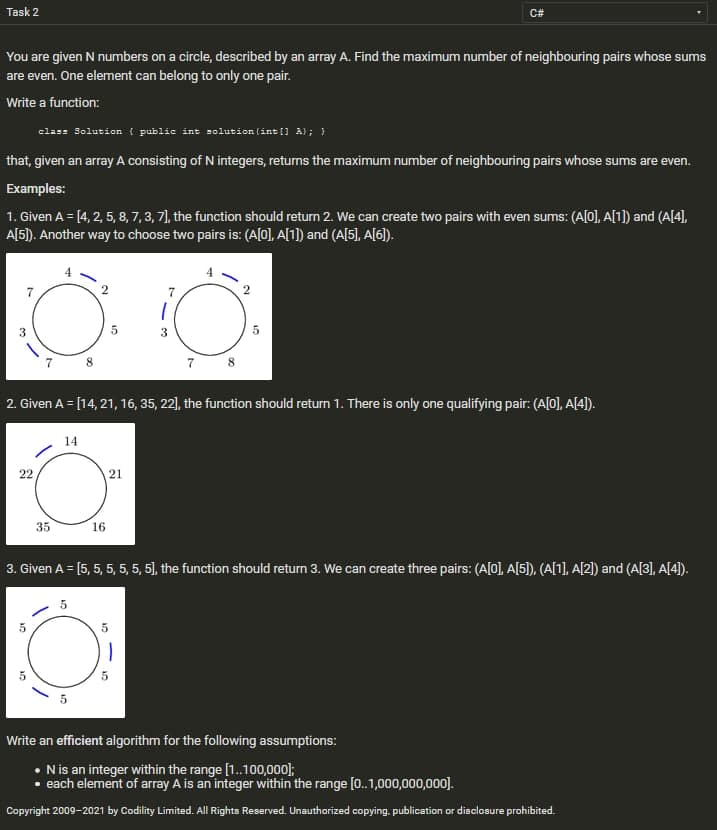 Task 2
C#
You are given N numbers on a circle, described by an array A. Find the maximum number of neighbouring pairs whose sums
are even. One element can belong to only one pair.
Write a function:
class Solution { public int solution(int[] A); }
that, given an array A consisting of N integers, returns the maximum number of neighbouring pairs whose sums are even.
Examples:
1. Given A = [4, 2, 5, 8, 7, 3, 7], the function should return 2. We can create two pairs with even sums: (A[0], A[1]) and (A[4],
A[5]). Another way to choose two pairs is: (A[0], A[1]) and (A[5], A[6]).
4 4
7 2 7 2
3 5 3 5
7 8 7 8
2. Given A = [14, 21, 16, 35, 22], the function should return 1. There is only one qualifying pair: (A[0], A[4]).
14
22 21
35 16
3. Given A = [5, 5, 5, 5, 5, 5], the function should return 3. We can create three pairs: (A[0], A[5]), (A[1], A[2]) and (A[3], A[4]).
5
5 5
5 5
5
Write an efficient algorithm for the following assumptions:
• N is an integer within the range [1..100,000];
• each element of array A is an integer within the range [0..1,000,000,000].
Copyright 2009–2021 by Codility Limited. All Rights Reserved. Unauthorized copying, publication or disclosure prohibited.